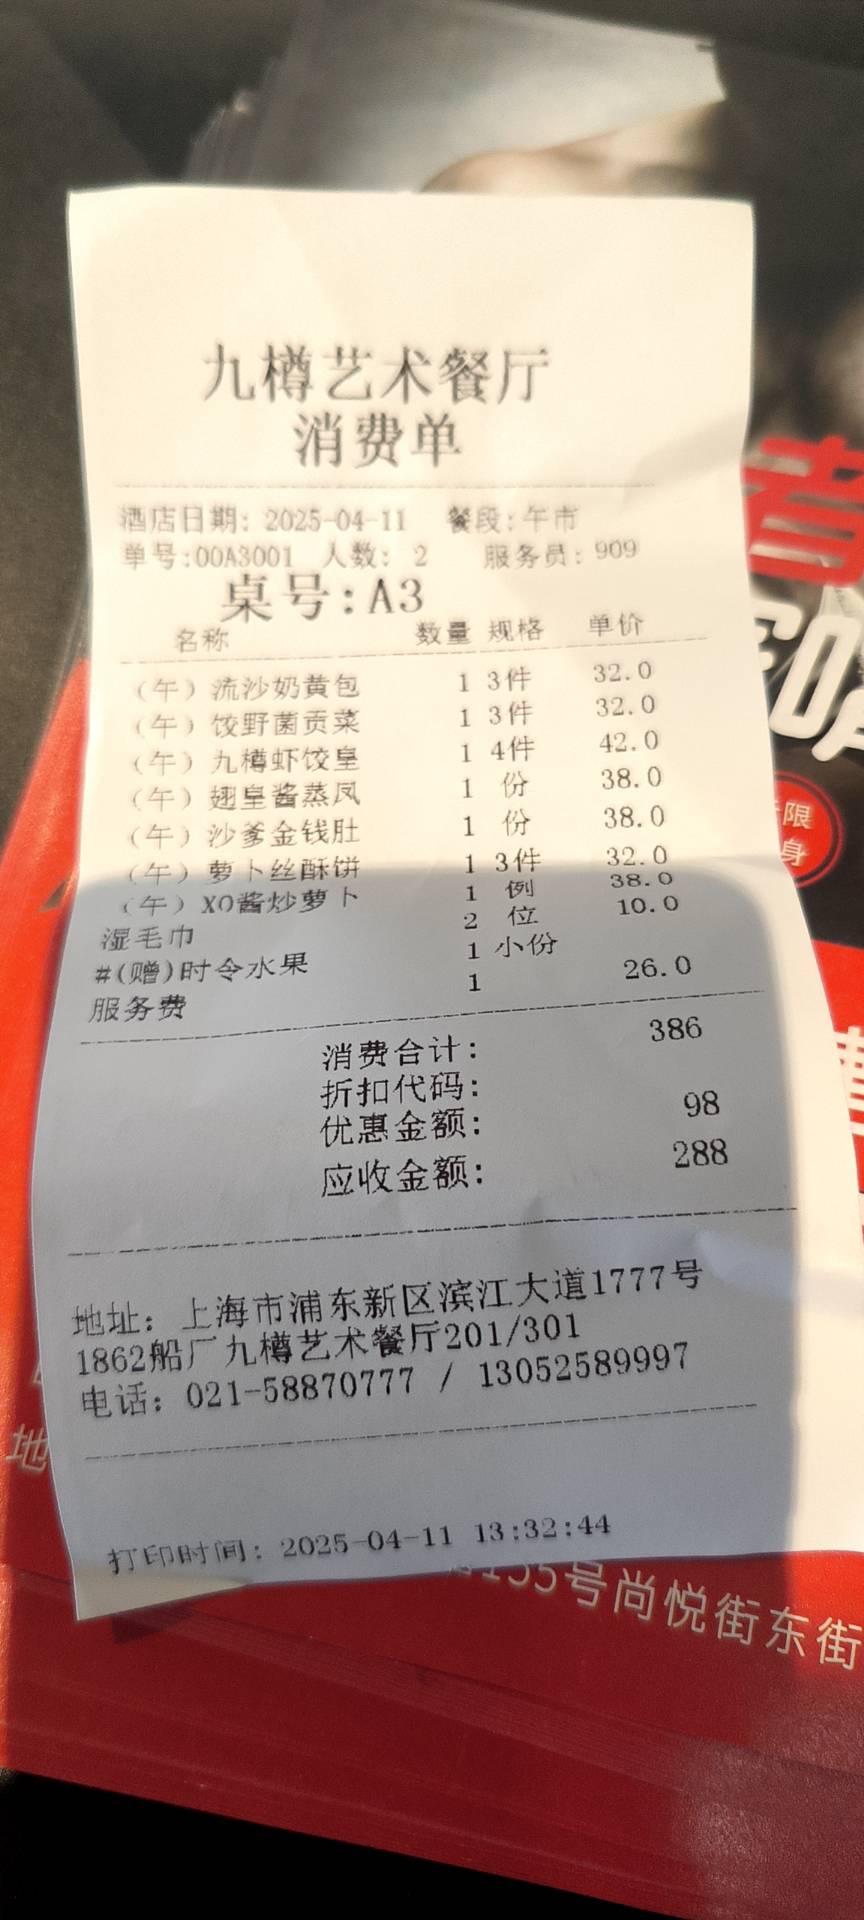 九樽艺术餐厅
消费单
酒店日期: 2025-04-11 餐段:午市
单号:00A3001 人数: 2 服务员:909
桌号:A3
名称 数量 规格 单价
(午) 流沙奶黄包 1 3件 32.0
(午) 饺野菌贡菜 1 3件 32.0
(午) 九樽虾饺皇 1 4件 42.0
(午) 翅皇酱蒸凤 1 份 38.0
(午) 沙爹金钱肚 1 份 38.0
(午) 萝卜丝酥饼 1 3件 32.0
(午) XO酱炒萝卜 1 例 38.0
湿毛巾 2 位 10.0
#(赠)时令水果 1 小份
服务费 1 26.0
消费合计: 386
折扣代码:
优惠金额: 98
应收金额: 288
地址: 上海市浦东新区滨江大道1777号
1862船厂九樽艺术餐厅201/301
电话: 021-58870777 / 13052589997
打印时间: 2025-04-11 13:32:44
者
限
身
地
号尚悦街东街